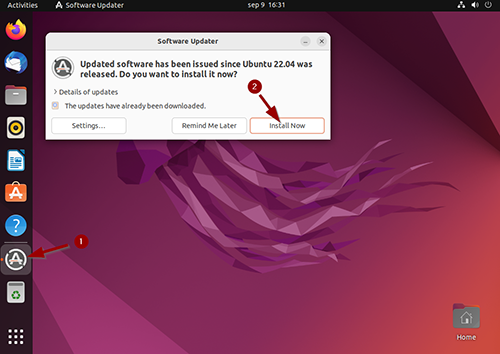 Activities
Software Updater
sep 9 16:31
Software Updater
Updated software has been issued since Ubuntu 22.04 was
released. Do you want to install it now?
Details of updates
The updates have already been downloaded.
Settings...
Remind Me Later
Install Now
2
1
Home